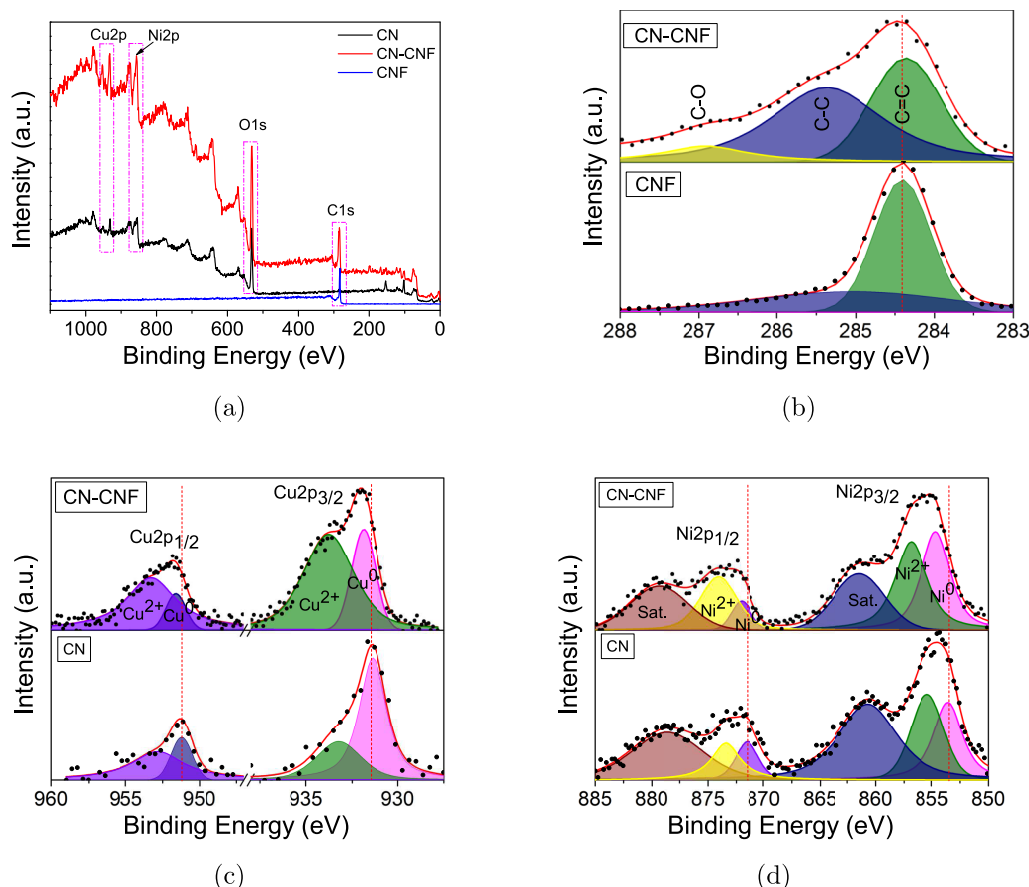 Cu2p
Ni2p
O1s
C1s
CN
CN-CNF
CNF
Intensity (a.u.)
1000 800 600 400 200 0
Binding Energy (eV)
(a)
CN-CNF
C-O
C-C
C=C
CNF
Intensity (a.u.)
288 287 286 285 284 283
Binding Energy (eV)
(b)
CN-CNF
Cu2p1/2
Cu2p3/2
Cu2+
Cu0
Cu2+
Cu0
CN
Intensity (a.u.)
960 955 950 935 930
Binding Energy (eV)
(c)
CN-CNF
Ni2p1/2
Ni2p3/2
Sat.
Ni2+
Ni0
Sat.
Ni2+
Ni0
CN
Intensity (a.u.)
885 880 875 870 865 860 855 850
Binding Energy (eV)
(d)